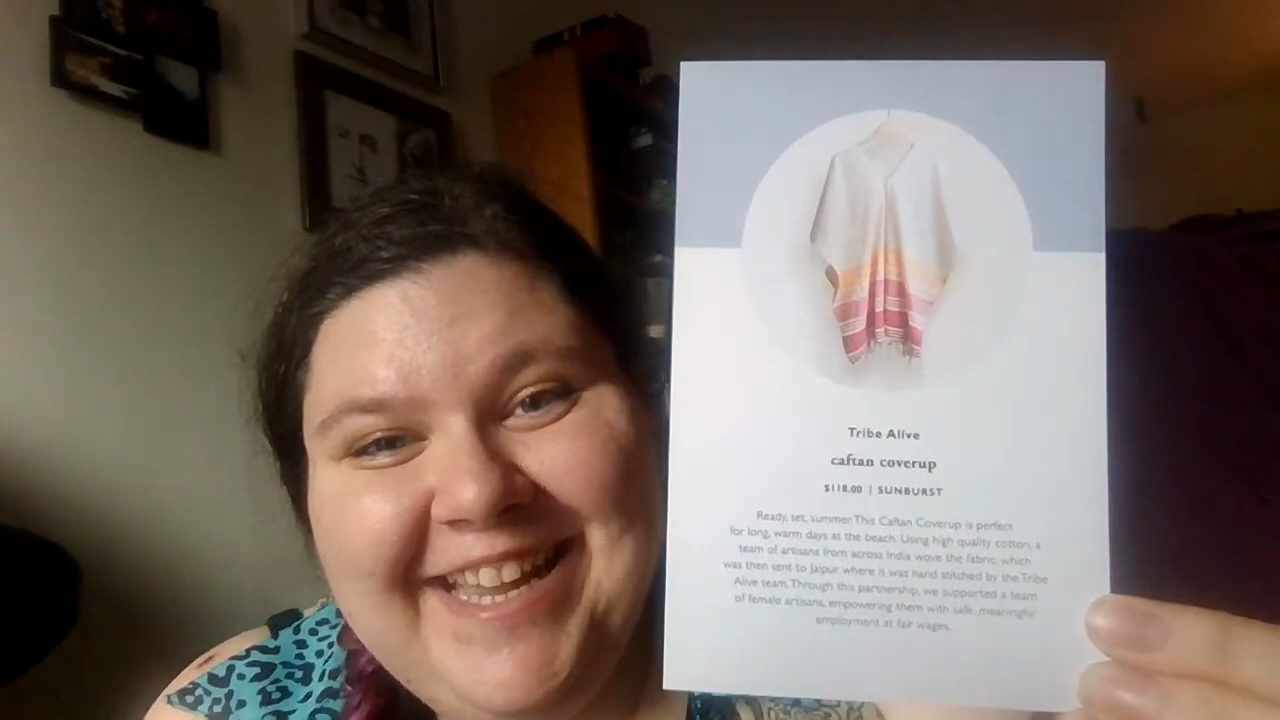 Tribe Alive
caftan coverup
$118.00 | SUNBURST
Ready, set, summer. This Caftan Coverup is perfect
for long, warm days at the beach. Using high quality cotton, a
team of artisans from across India wove the fabric, which
was then sent to Jaipur where it was hand stitched by the Tribe
Alive team. Through this partnership, we supported a team
of female artisans, empowering them with safe, meaningful
employment at fair wages.